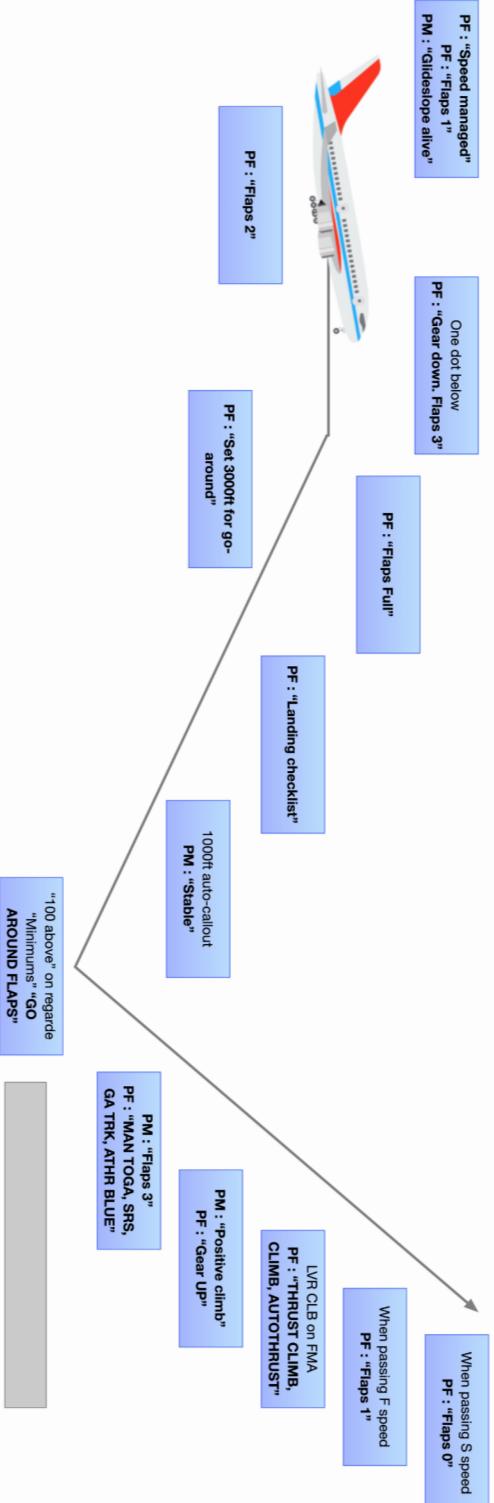 PF : “Speed managed”
PF : “Flaps 1”
PM : “Glideslope alive”
PF : “Flaps 2”
One dot below
PF : “Gear down. Flaps 3”
PF : “Set 3000ft for go-
around”
PF : “Flaps Full”
PF : “Landing checklist”
1000ft auto-callout
PM : “Stable”
“100 above” on regarde
“Minimums” “GO
AROUND FLAPS”
PM : “Flaps 3”
PF : “MAN TOGA, SRS,
GA TRK, ATHR BLUE”
PM : “Positive climb”
PF : “Gear UP”
LVR CLB on FMA
PF : “THRUST CLIMB,
CLIMB, AUTOTHRUST”
When passing F speed
PF : “Flaps 1”
When passing S speed
PF : “Flaps 0”